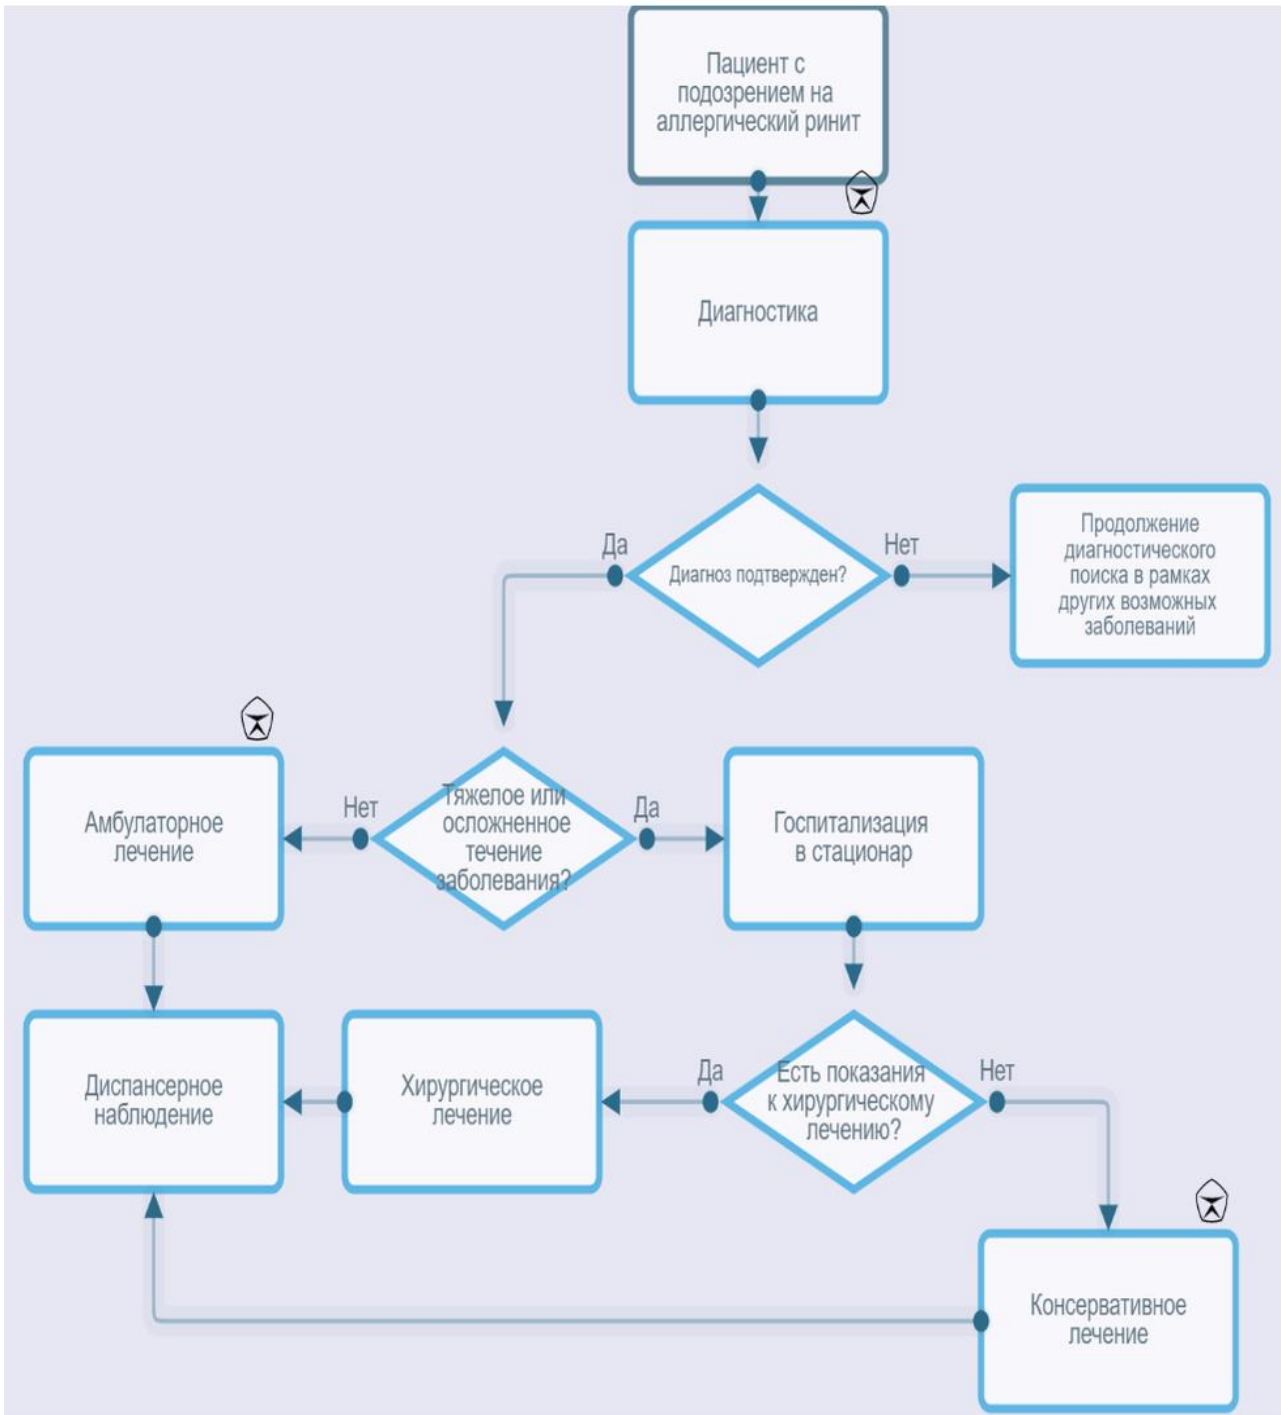 Пациент с
подозрением на
аллергический ринит
Диагностика
Диагноз подтвержден?
Да
Нет
Продолжение
диагностического
поиска в рамках
других возможных
заболеваний
Амбулаторное
лечение
Нет
Тяжелое или
осложненное
течение
заболевания?
Да
Госпитализация
в стационар
Диспансерное
наблюдение
Хирургическое
лечение
Да
Есть показания
к хирургическому
лечению?
Нет
Консервативное
лечение